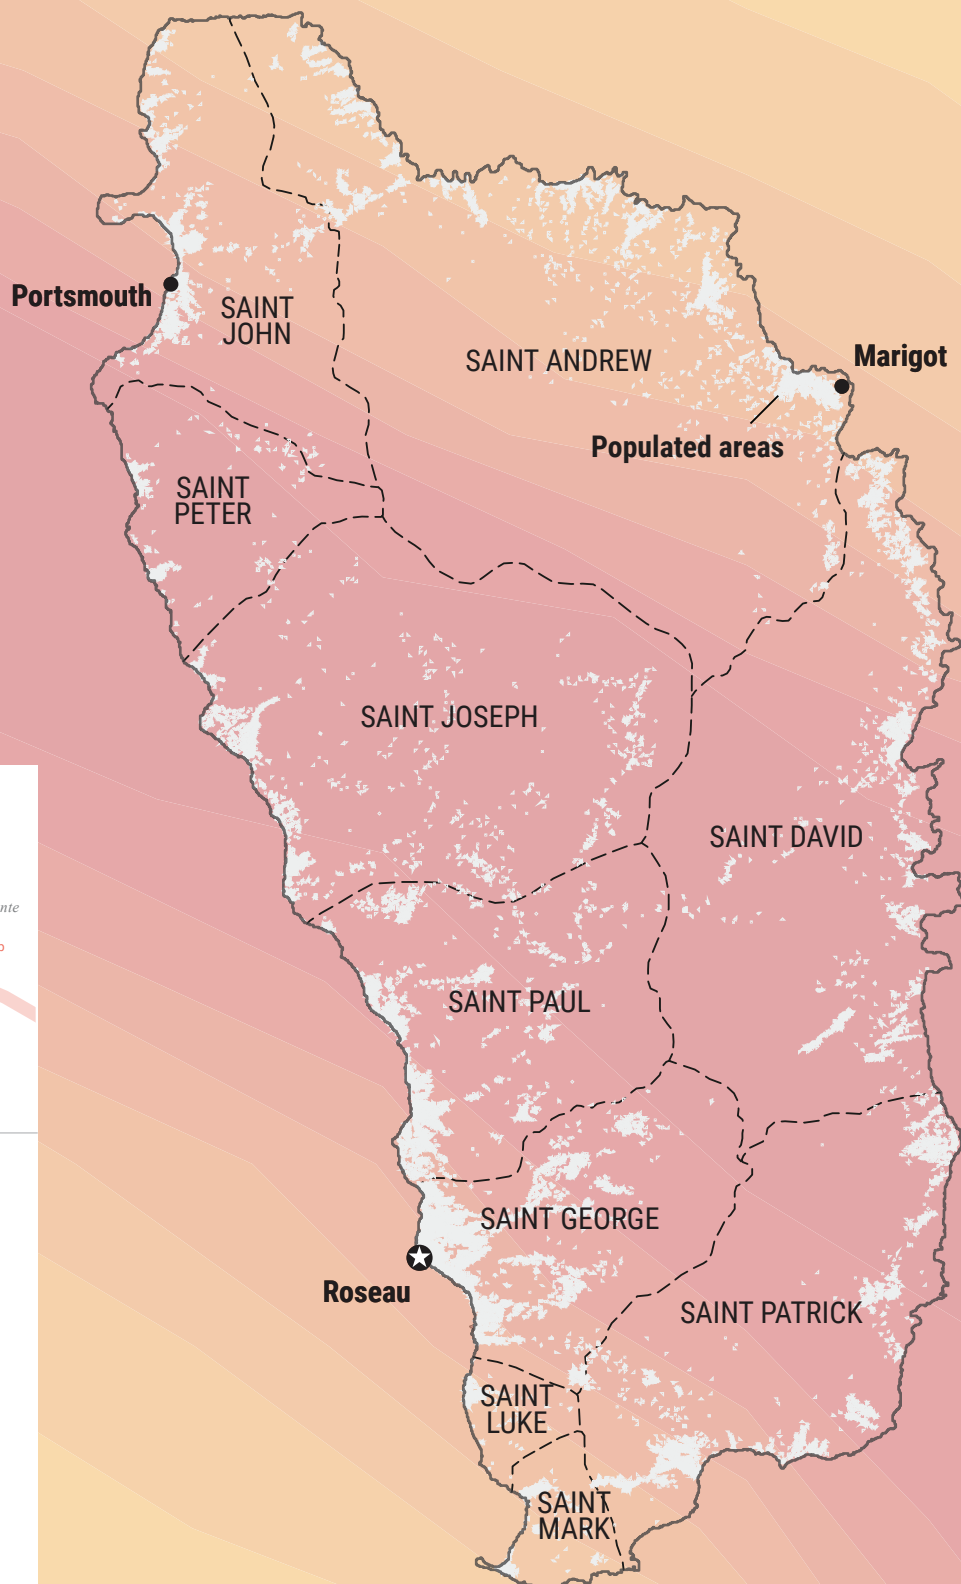 Portsmouth
SAINT
JOHN
SAINT ANDREW
Marigot
Populated areas
SAINT
PETER
SAINT JOSEPH
SAINT DAVID
SAINT PAUL
SAINT GEORGE
Roseau
SAINT PATRICK
SAINT
LUKE
SAINT
MARK